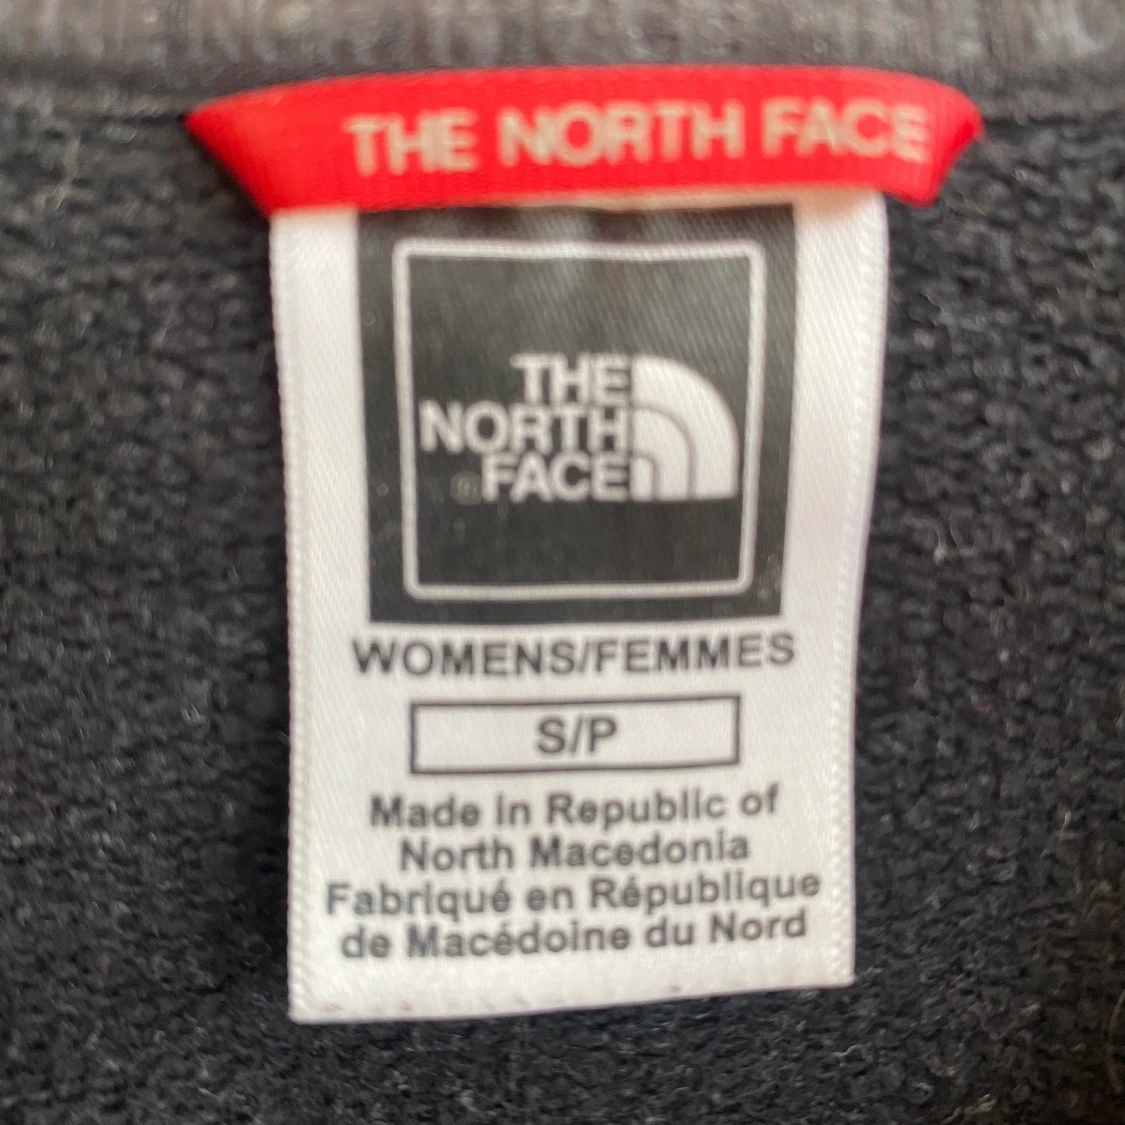 THE NORTH FACE
THE
NORTH
FACE
WOMENS/FEMMES
S/P
Made in Republic of
North Macedonia
Fabriqué en République
de Macédoine du Nord